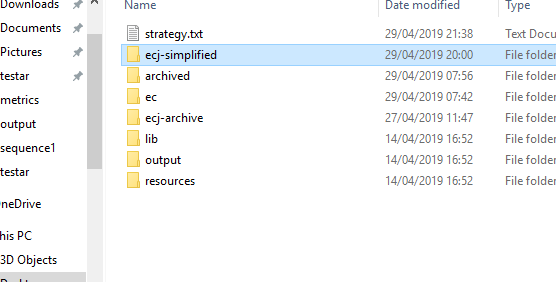 Downloads
Documents
Pictures
testar
metrics
output
sequence1
testar
OneDrive
This PC
3D Objects
Name Date modified Type
strategy.txt 29/04/2019 21:38 Text Docu
ecj-simplified 29/04/2019 20:00 File folder
archived 29/04/2019 07:56 File folder
ec 29/04/2019 07:42 File folder
ecj-archive 27/04/2019 11:47 File folder
lib 14/04/2019 16:52 File folder
output 14/04/2019 16:52 File folder
resources 14/04/2019 16:52 File folder